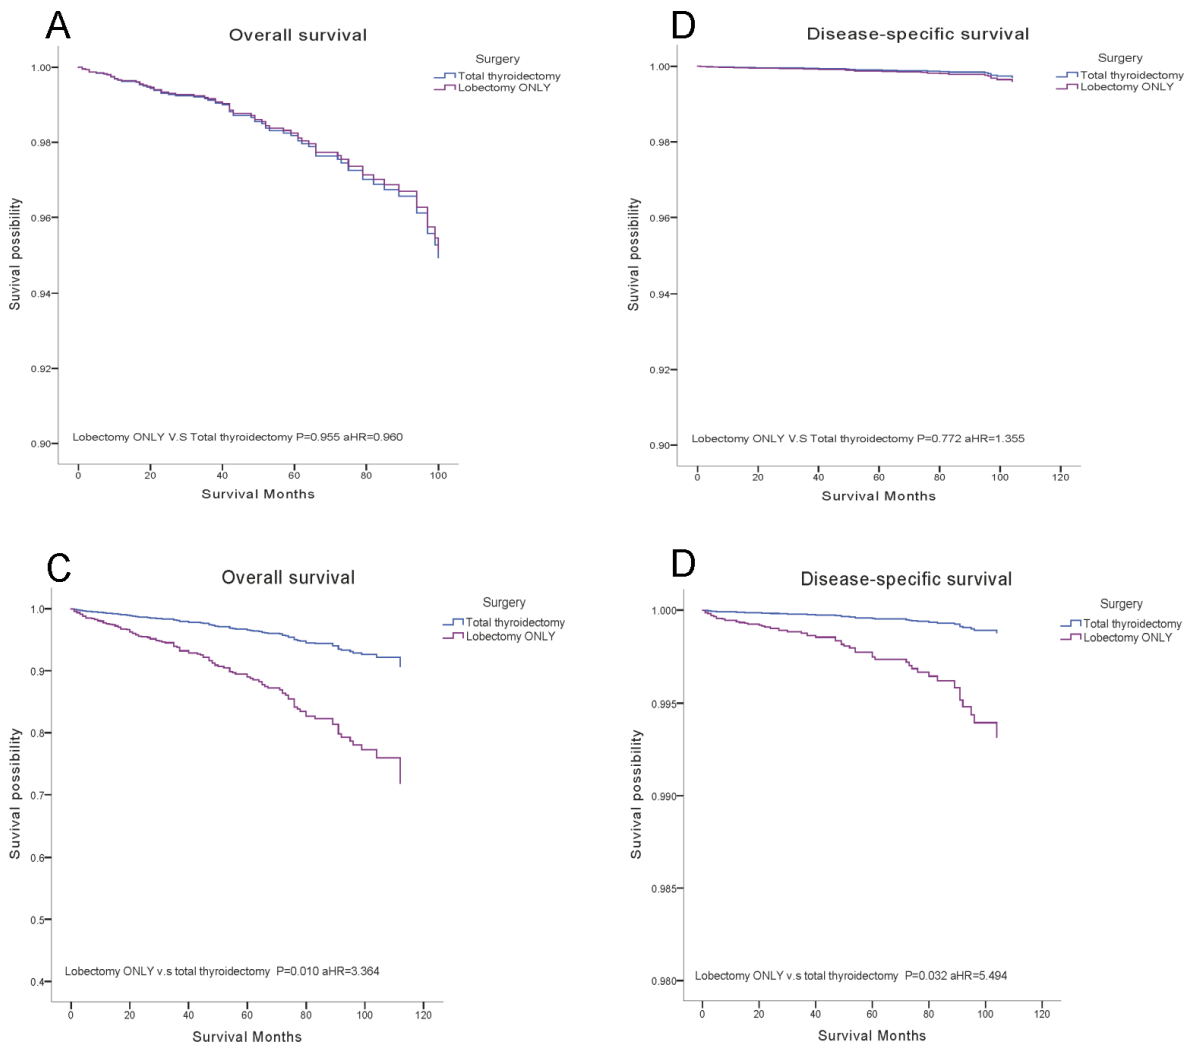 A
Overall survival
Surgery
Total thyroidectomy
Lobectomy ONLY
1.00
0.98
0.96
0.94
0.92
0.90
Suvival possibility
Lobectomy ONLY V.S Total thyroidectomy P=0.955 aHR=0.960
0 20 40 60 80 100
Survival Months
D
Disease-specific survival
Surgery
Total thyroidectomy
Lobectomy ONLY
1.00
0.98
0.96
0.94
0.92
0.90
Suvival possibility
Lobectomy ONLY V.S Total thyroidectomy P=0.772 aHR=1.355
0 20 40 60 80 100 120
Survival Months
C
Overall survival
Surgery
Total thyroidectomy
Lobectomy ONLY
1.0
0.9
0.8
0.7
0.6
0.5
0.4
Suvival possibility
Lobectomy ONLY v.s total thyroidectomy P=0.010 aHR=3.364
0 20 40 60 80 100 120
Survival Months
D
Disease-specific survival
Surgery
Total thyroidectomy
Lobectomy ONLY
1.000
0.995
0.990
0.985
0.980
Suvival possibility
Lobectomy ONLY v.s total thyroidectomy P=0.032 aHR=5.494
0 20 40 60 80 100 120
Survival Months